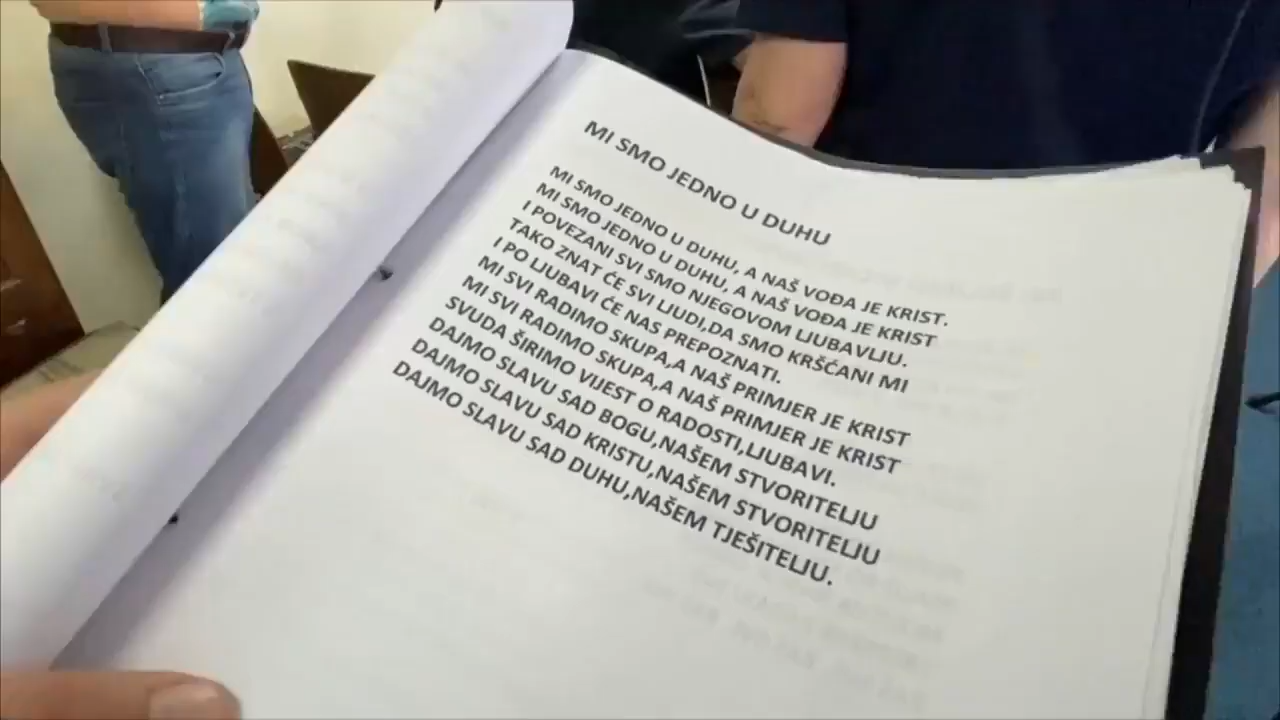 MI SMO JEDNO U DUHU
MI SMO JEDNO U DUHU, A NAŠ VOĐA JE KRIST.
MI SMO JEDNO U DUHU, A NAŠ VOĐA JE KRIST
I POVEZANI SVI SMO NJEGOVOM LJUBAVLJU.
TAKO ZNAT ĆE SVI LJUDI,DA SMO KRŠĆANI MI
I PO LJUBAVI ĆE NAS PREPOZNATI.
MI SVI RADIMO SKUPA,A NAŠ PRIMJER JE KRIST
MI SVI RADIMO SKUPA,A NAŠ PRIMJER JE KRIST
SVUDA ŠIRIMO VIJEST O RADOSTI,LJUBAVI.
DAJMO SLAVU SAD BOGU,NAŠEM STVORITELJU
DAJMO SLAVU SAD KRISTU,NAŠEM STVORITELJU
DAJMO SLAVU SAD DUHU,NAŠEM TJEŠITELJU.